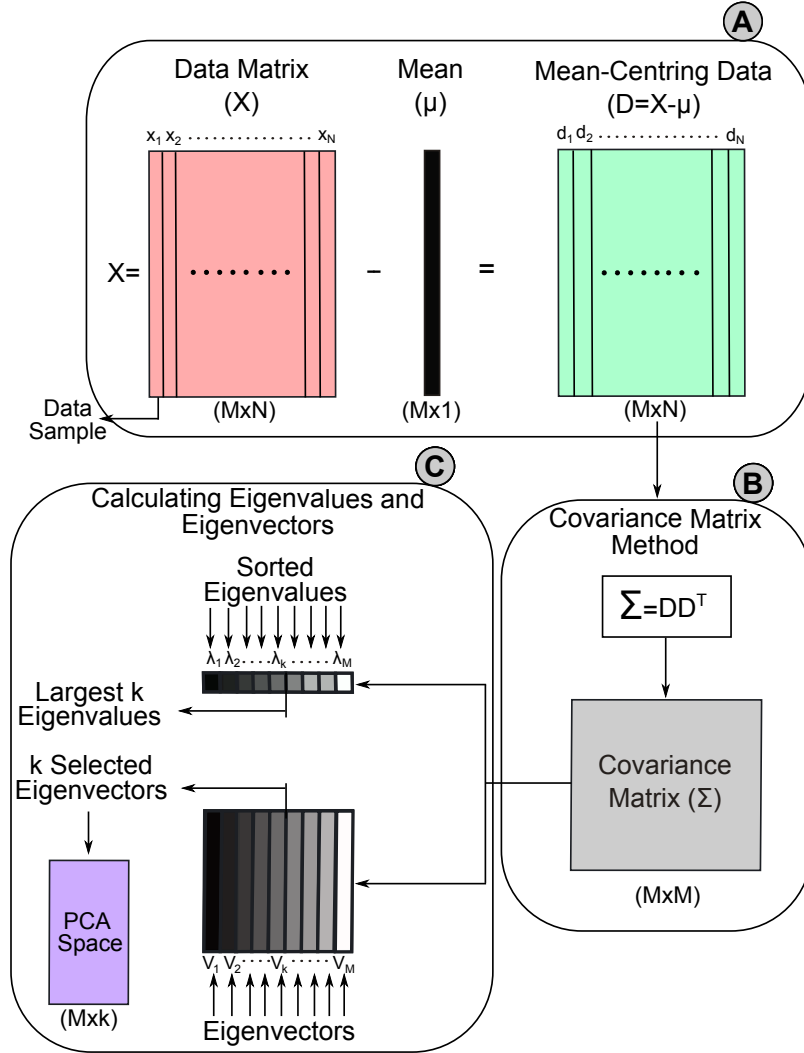 A
Data Matrix
(X)
Mean
(μ)
Mean-Centring Data
(D=X-μ)
x1 x2 .............. xN
d1 d2 .............. dN
X=
........
−
=
........
(MxN)
(Mx1)
(MxN)
Data
Sample
C
Calculating Eigenvalues and
Eigenvectors
Sorted
Eigenvalues
λ1 λ2 .... λk ...... λM
Largest k
Eigenvalues
k Selected
Eigenvectors
PCA
Space
(Mxk)
V1 V2 .... Vk ...... VM
Eigenvectors
B
Covariance Matrix
Method
Σ=DDᵀ
Covariance
Matrix (Σ)
(MxM)